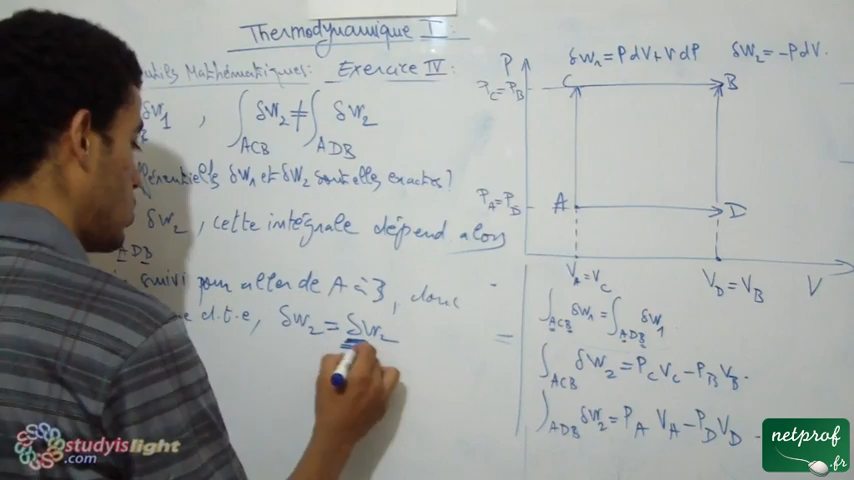 Thermodynamique I
Mathématiques: Exercice IV:
δW1 , ∫ACB δW2 ≠ ∫ADB δW2
δW1 et δW2 sont elles exactes?
δW2, cette intégrale dépend alors
ADB
suivi pour aller de A à B, donc
d.t.e, δW2 = δW2
P
δW1 = PdV + VdP δW2 = -PdV.
C B
PC = PB
PA = PD A D
VA = VC VD = VB V
∫ACB δW1 = ∫ADB δW1
=
∫ACB δW2 = PC VC - PB VB.
∫ADB δW2 = PA VA - PD VD
studyislight
.com
netprof
.fr